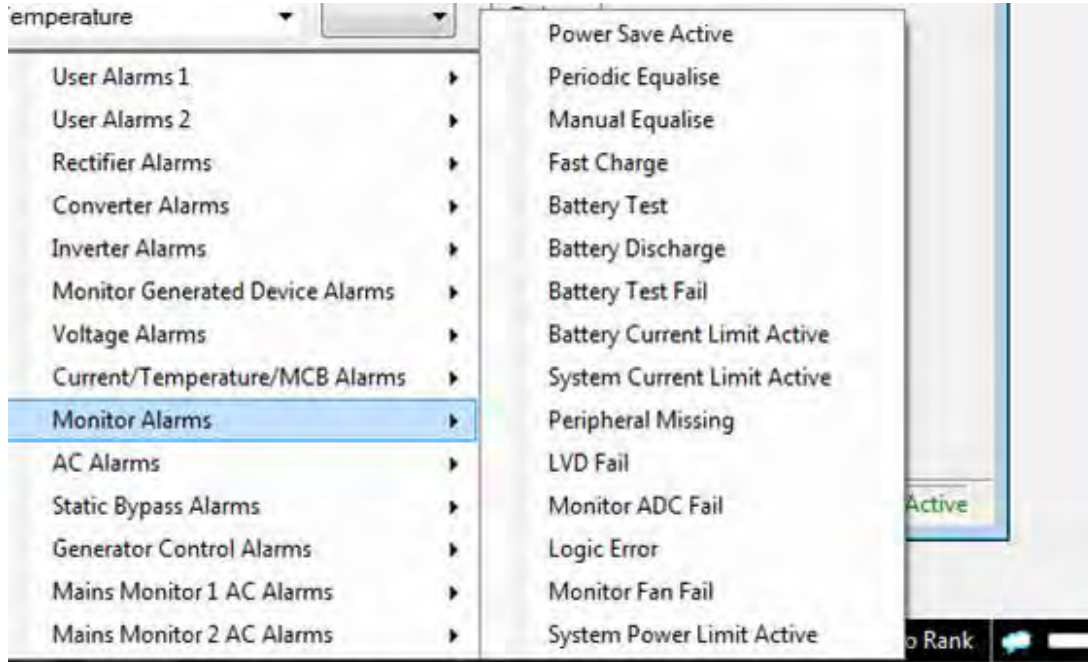 emperature
User Alarms 1
User Alarms 2
Rectifier Alarms
Converter Alarms
Inverter Alarms
Monitor Generated Device Alarms
Voltage Alarms
Current/Temperature/MCB Alarms
Monitor Alarms
AC Alarms
Static Bypass Alarms
Generator Control Alarms
Mains Monitor 1 AC Alarms
Mains Monitor 2 AC Alarms
Power Save Active
Periodic Equalise
Manual Equalise
Fast Charge
Battery Test
Battery Discharge
Battery Test Fail
Battery Current Limit Active
System Current Limit Active
Peripheral Missing
LVD Fail
Monitor ADC Fail
Logic Error
Monitor Fan Fail
System Power Limit Active
Active
o Rank